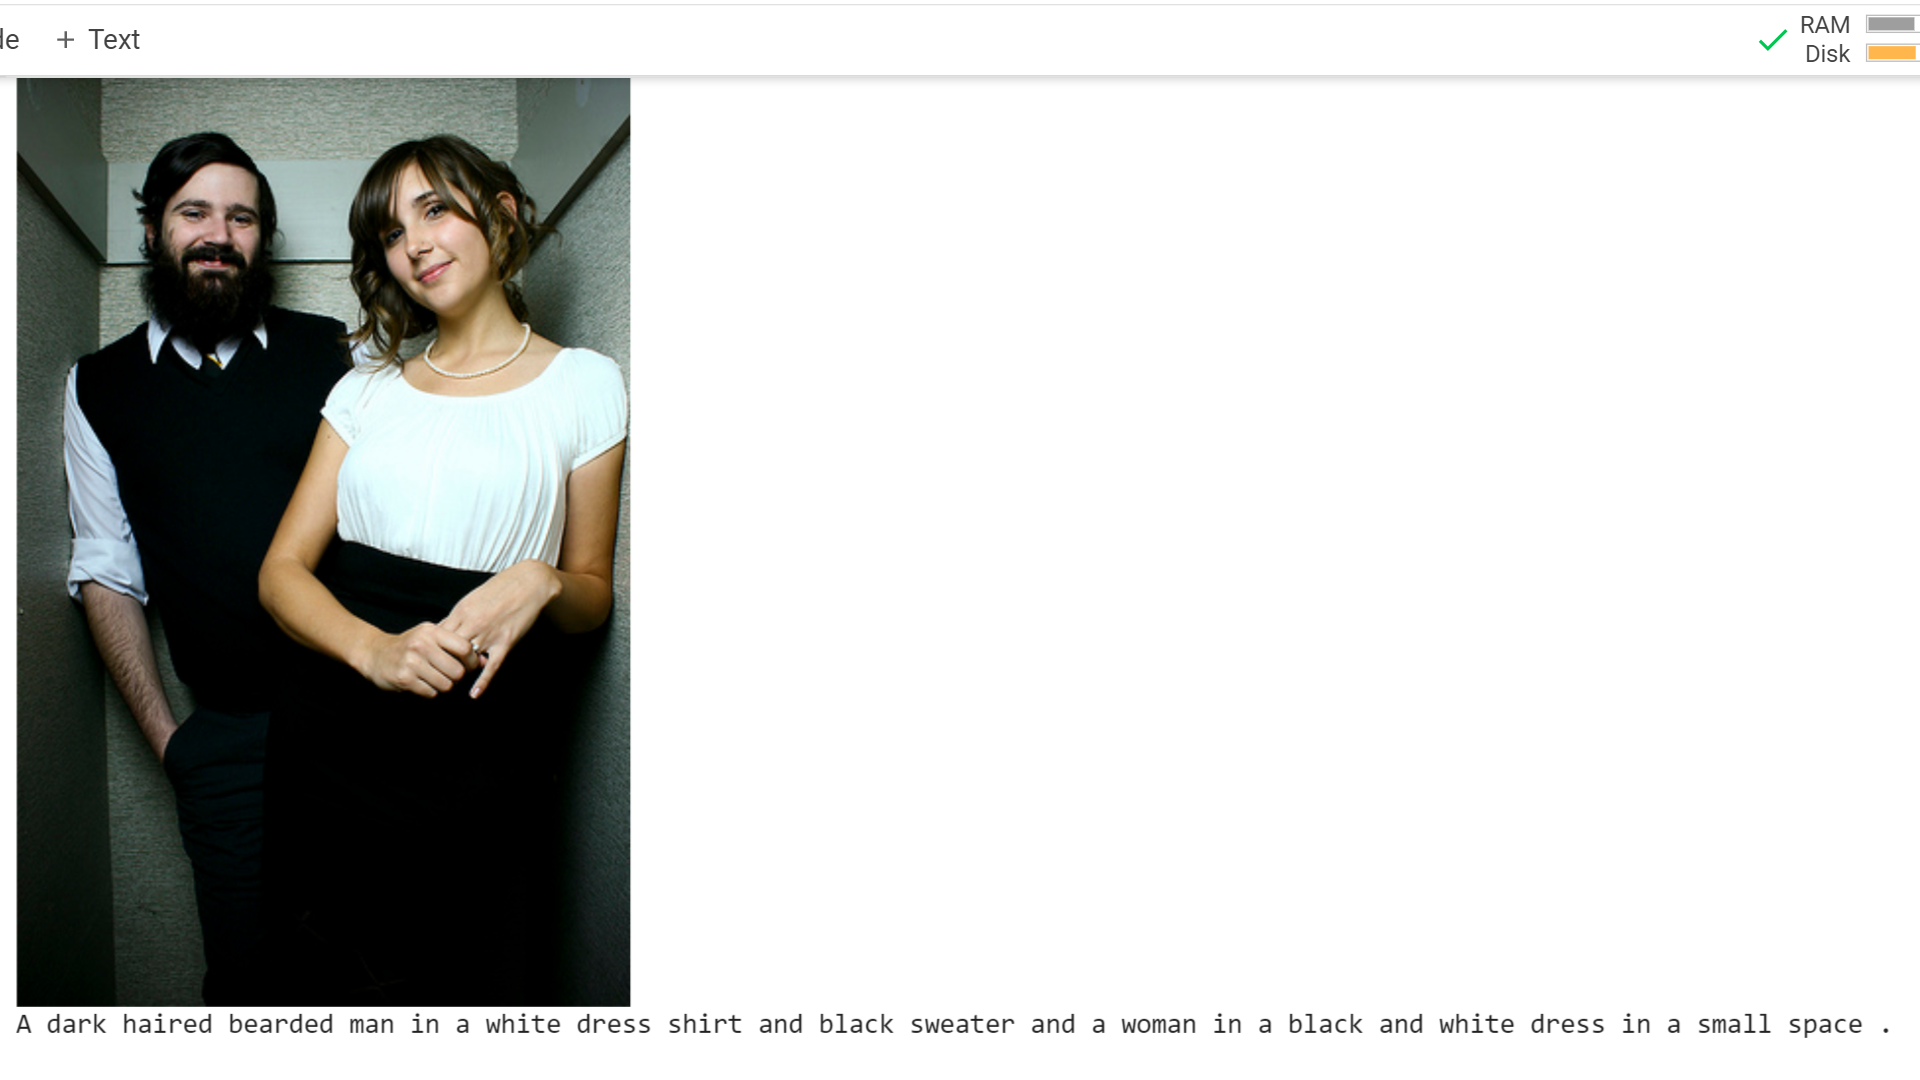 + Text
RAM
Disk
A dark haired bearded man in a white dress shirt and black sweater and a woman in a black and white dress in a small space .